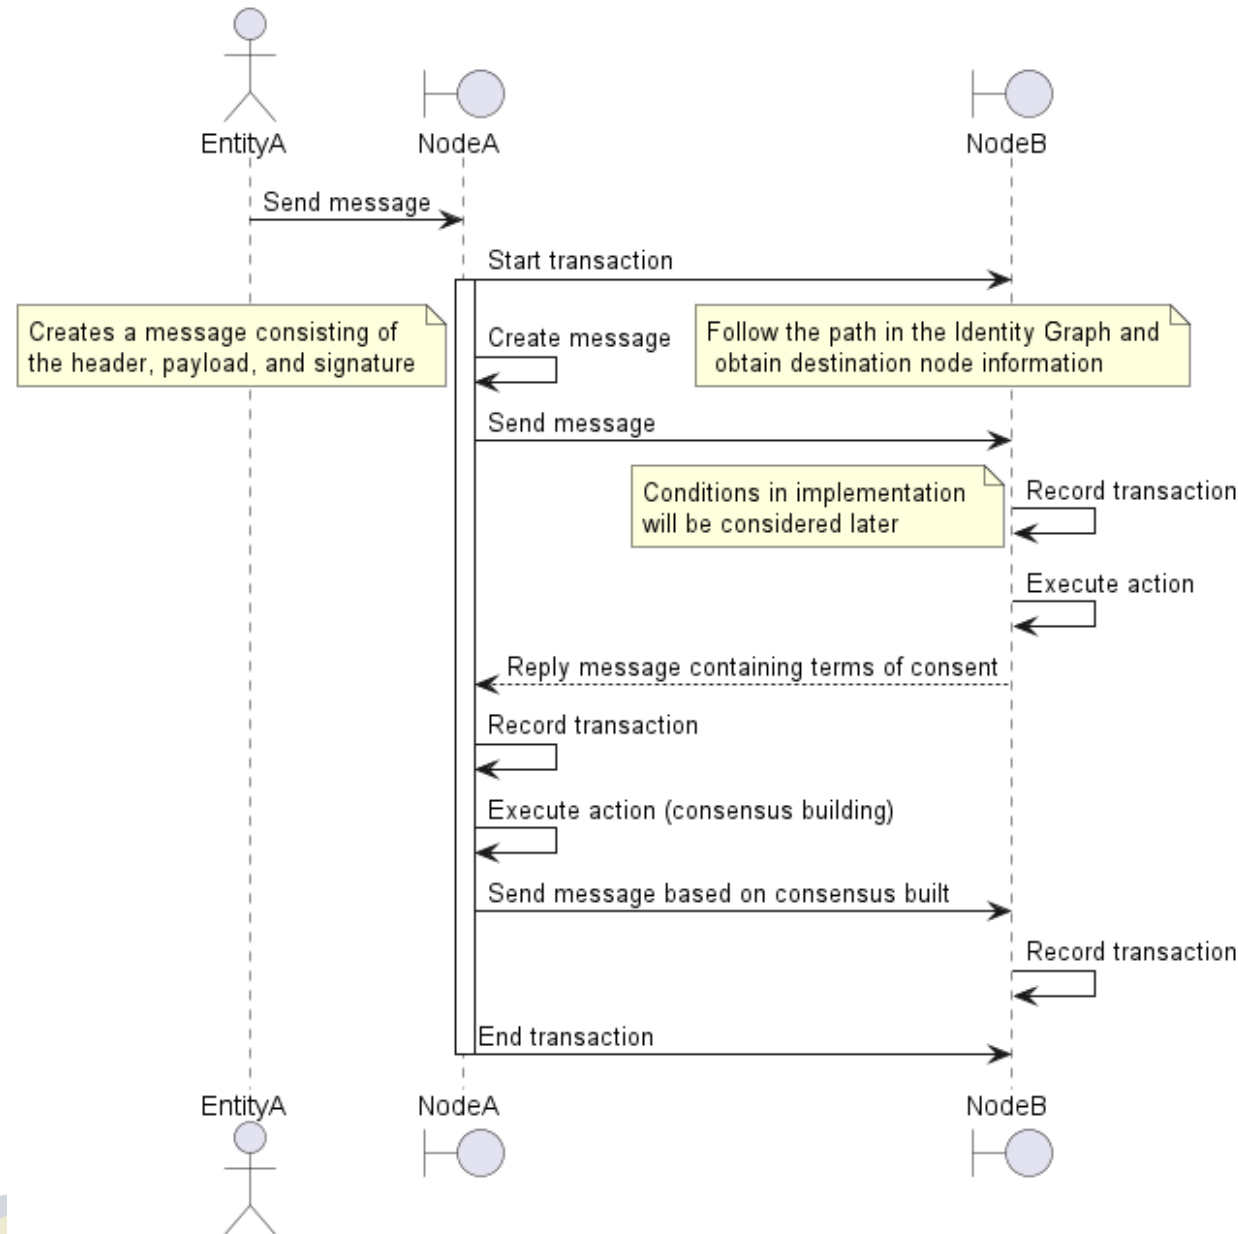 EntityA
NodeA
NodeB
Send message
Start transaction
Creates a message consisting of
the header, payload, and signature
Create message
Follow the path in the Identity Graph and
obtain destination node information
Send message
Conditions in implementation
will be considered later
Record transaction
Execute action
Reply message containing terms of consent
Record transaction
Execute action (consensus building)
Send message based on consensus built
Record transaction
End transaction
EntityA
NodeA
NodeB